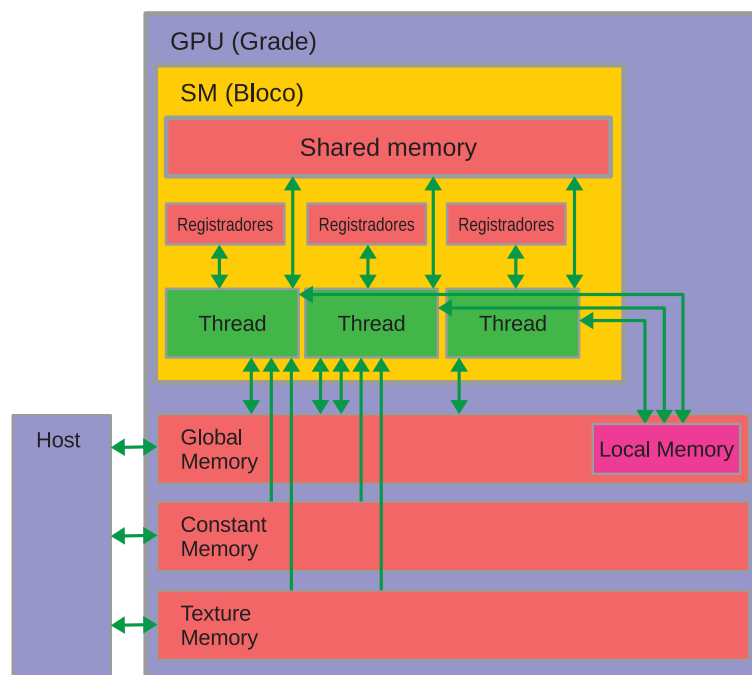 GPU (Grade)
SM (Bloco)
Shared memory
Registradores
Registradores
Registradores
Thread
Thread
Thread
Host
Global
Memory
Local Memory
Constant
Memory
Texture
Memory